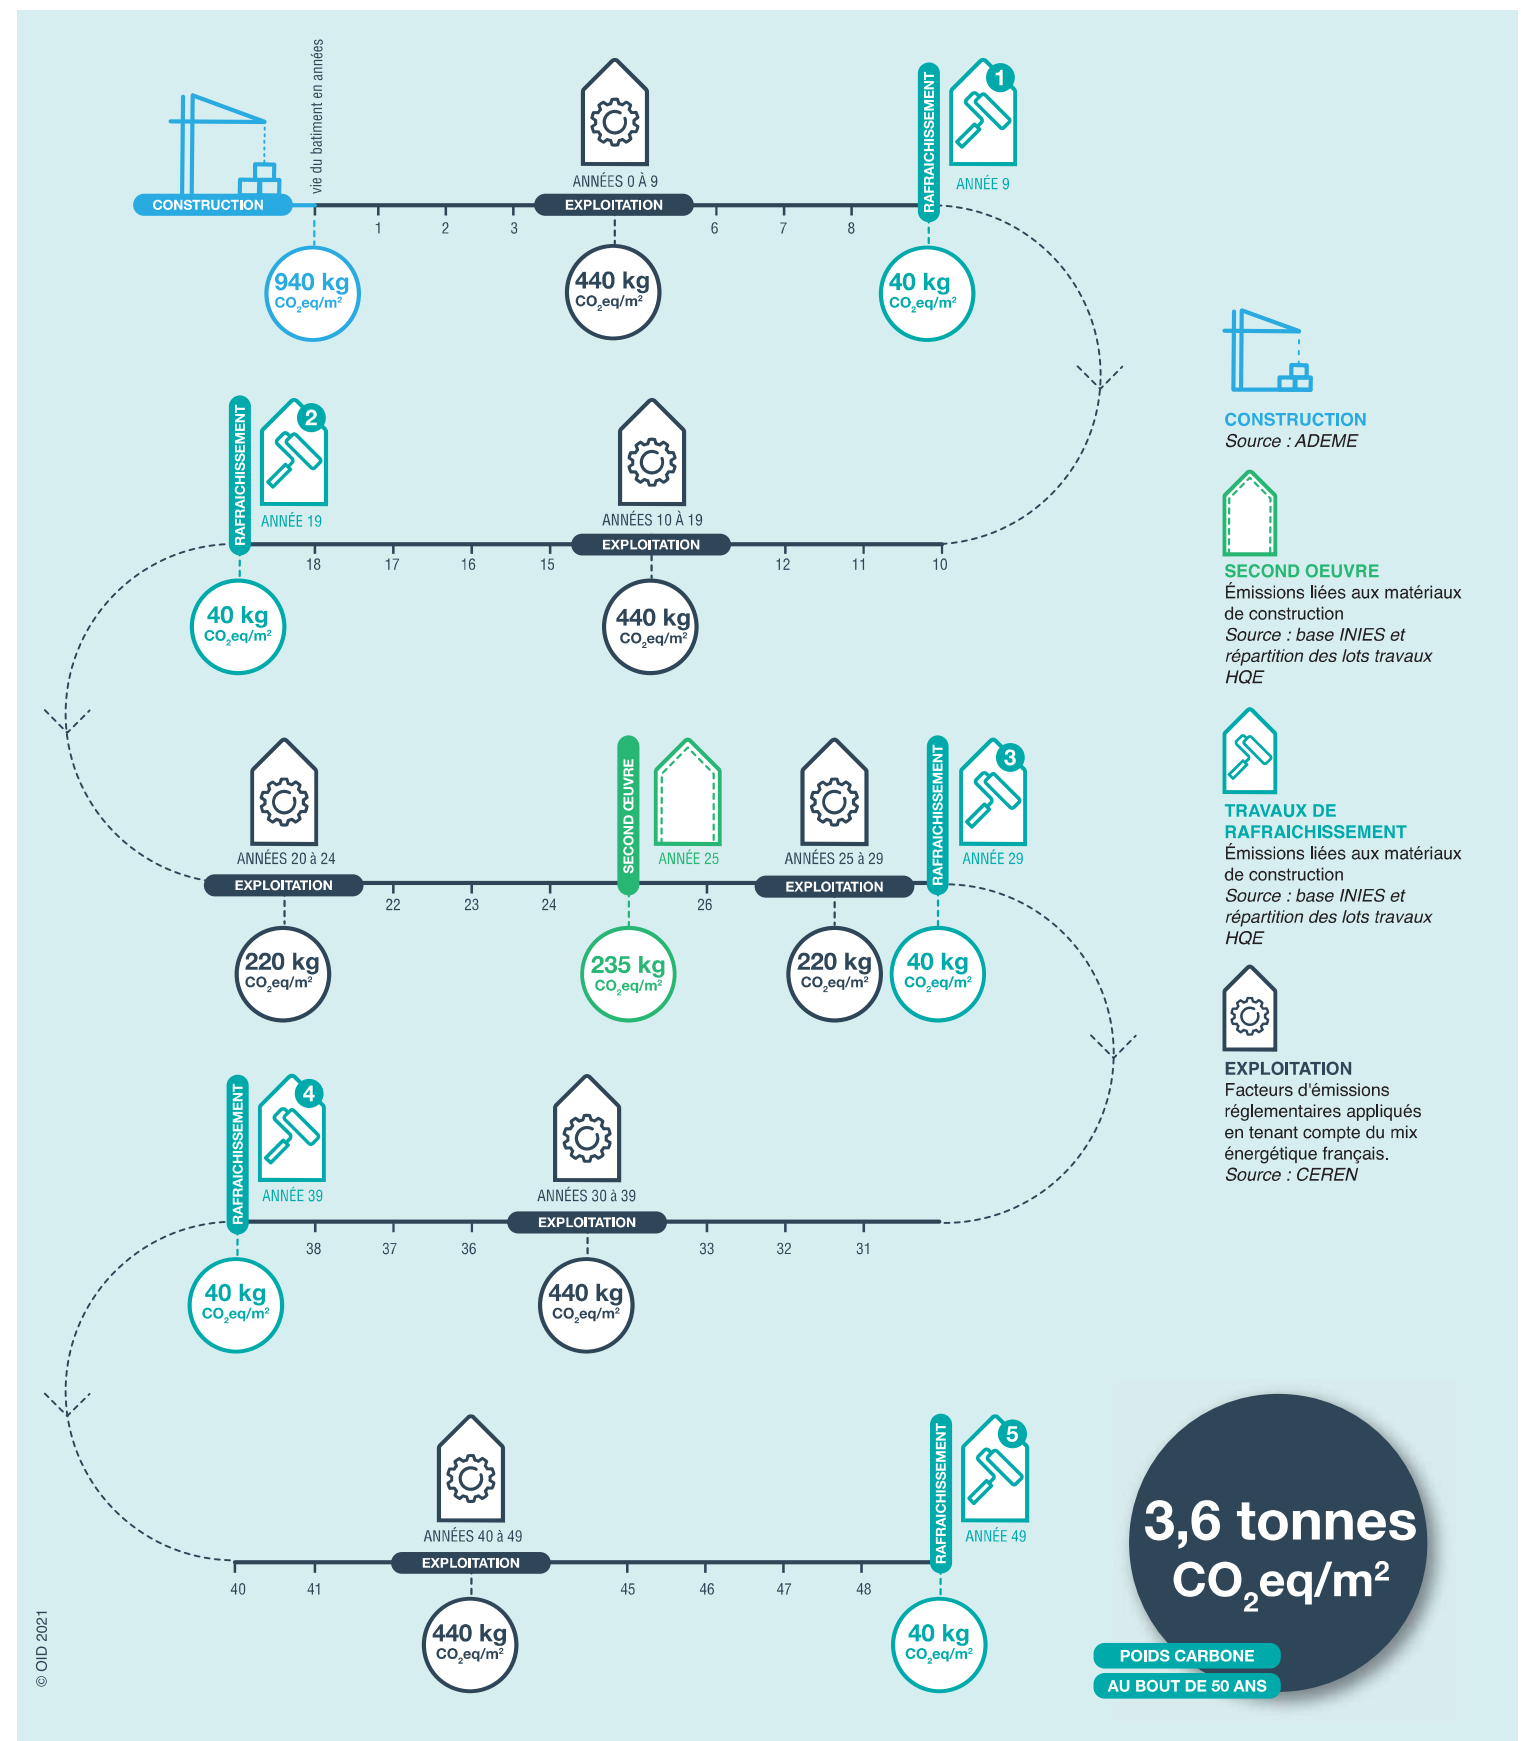 vie du batiment en années
CONSTRUCTION
ANNÉES 0 À 9
EXPLOITATION
RAFRAICHISSEMENT
1
ANNÉE 9
1
2
3
6
7
8
940 kg
CO₂eq/m²
440 kg
CO₂eq/m²
40 kg
CO₂eq/m²
RAFRAICHISSEMENT
2
ANNÉE 19
ANNÉES 10 À 19
EXPLOITATION
18
17
16
15
12
11
10
40 kg
CO₂eq/m²
440 kg
CO₂eq/m²
ANNÉES 20 à 24
EXPLOITATION
SECOND ŒUVRE
ANNÉE 25
ANNÉES 25 à 29
EXPLOITATION
RAFRAICHISSEMENT
3
ANNÉE 29
22
23
24
26
220 kg
CO₂eq/m²
235 kg
CO₂eq/m²
220 kg
CO₂eq/m²
40 kg
CO₂eq/m²
RAFRAICHISSEMENT
4
ANNÉE 39
ANNÉES 30 à 39
EXPLOITATION
38
37
36
33
32
31
40 kg
CO₂eq/m²
440 kg
CO₂eq/m²
ANNÉES 40 à 49
EXPLOITATION
RAFRAICHISSEMENT
5
ANNÉE 49
40
41
45
46
47
48
440 kg
CO₂eq/m²
40 kg
CO₂eq/m²
CONSTRUCTION
Source : ADEME
SECOND OEUVRE
Émissions liées aux matériaux
de construction
Source : base INIES et
répartition des lots travaux
HQE
TRAVAUX DE
RAFRAICHISSEMENT
Émissions liées aux matériaux
de construction
Source : base INIES et
répartition des lots travaux
HQE
EXPLOITATION
Facteurs d'émissions
réglementaires appliqués
en tenant compte du mix
énergétique français.
Source : CEREN
3,6 tonnes
CO₂eq/m²
POIDS CARBONE
AU BOUT DE 50 ANS
© OID 2021